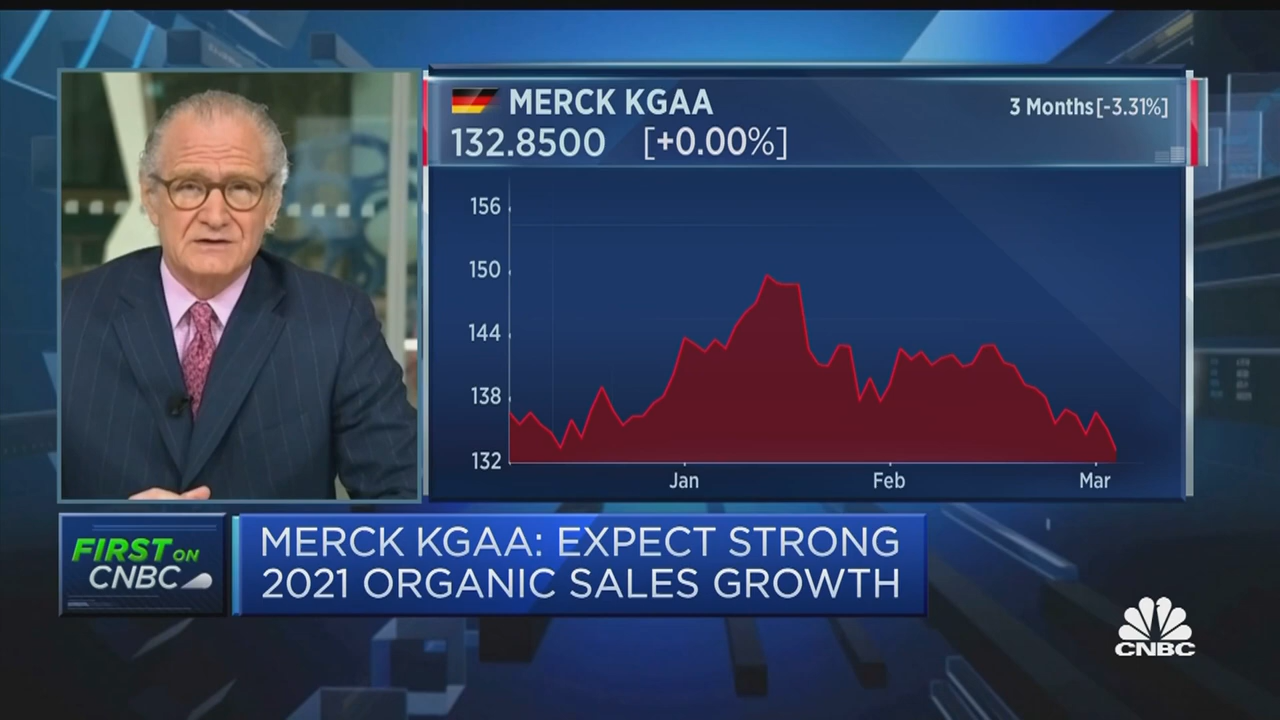 MERCK KGAA
3 Months [-3.31%]
132.8500 [+0.00%]
156
150
144
138
132
Jan Feb Mar
FIRST ON
CNBC
MERCK KGAA: EXPECT STRONG
2021 ORGANIC SALES GROWTH
CNBC